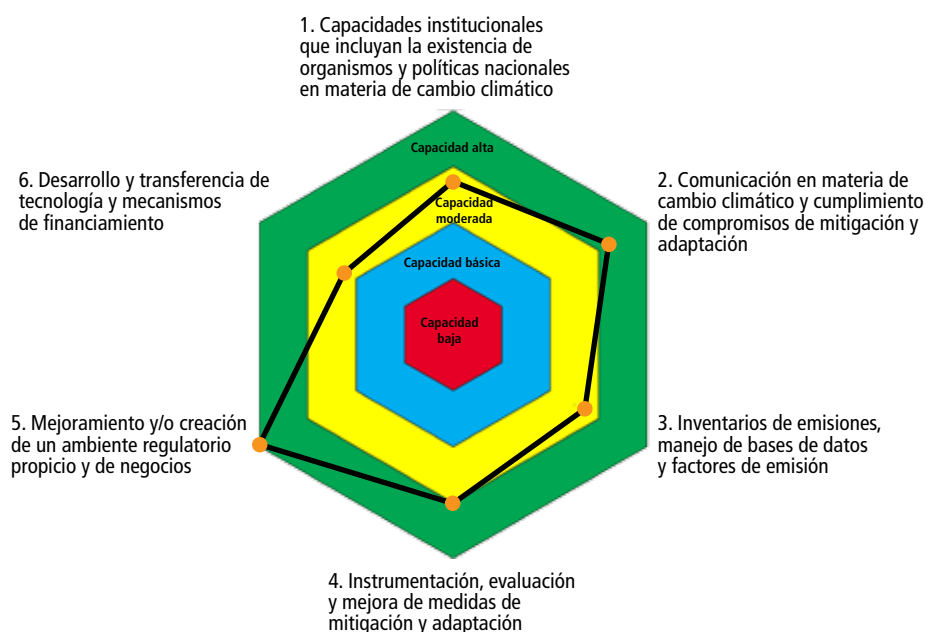 1. Capacidades institucionales
que incluyan la existencia de
organismos y políticas nacionales
en materia de cambio climático
Capacidad alta
6. Desarrollo y transferencia de
tecnología y mecanismos
de financiamiento
2. Comunicación en materia de
cambio climático y cumplimiento
de compromisos de mitigación y
adaptación
Capacidad
moderada
Capacidad básica
Capacidad
baja
5. Mejoramiento y/o creación
de un ambiente regulatorio
propicio y de negocios
3. Inventarios de emisiones,
manejo de bases de datos
y factores de emisión
4. Instrumentación, evaluación
y mejora de medidas de
mitigación y adaptación